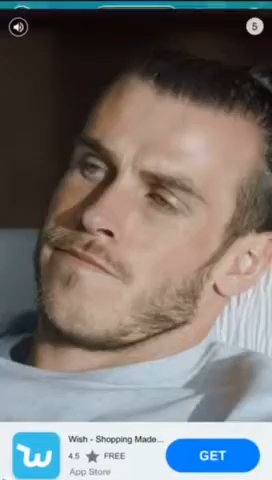 5
Wish - Shopping Made...
4.5 ★ FREE
App Store
GET